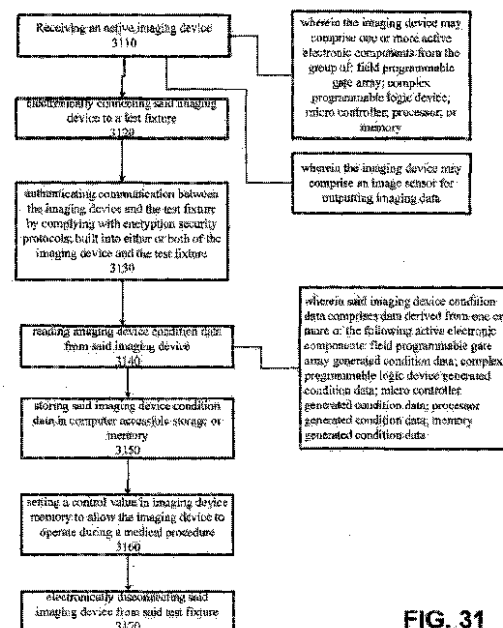 Receiving an active imaging device
3110
electronically connecting said imaging
device to a test fixture
3120
authenticating communication between
the imaging device and the test fixture
by complying with encryption security
protocols; built into either or both of the
imaging device and the test fixture
3130
reading imaging device condition data
from said imaging device
3140
storing said imaging device condition
data in computer accessible storage or
memory
3150
setting a control value in imaging device
memory to allow the imaging device to
operate during a medical procedure
3160
electronically disconnecting said
imaging device from said test fixture
3170
wherein the imaging device may
comprise one or more active
electronic components from the
group of: field programmable
gate array; complex
programmable logic device;
micro controller; processor; or
memory
wherein the imaging device may
comprise an image sensor for
outputting imaging data
wherein said imaging device condition
data comprises data derived from one or
more of the following active electronic
components: field programmable gate
array generated condition data; complex
programmable logic device generated
condition data; micro controller
generated condition data; processor
generated condition data; memory
generated condition data
FIG. 31